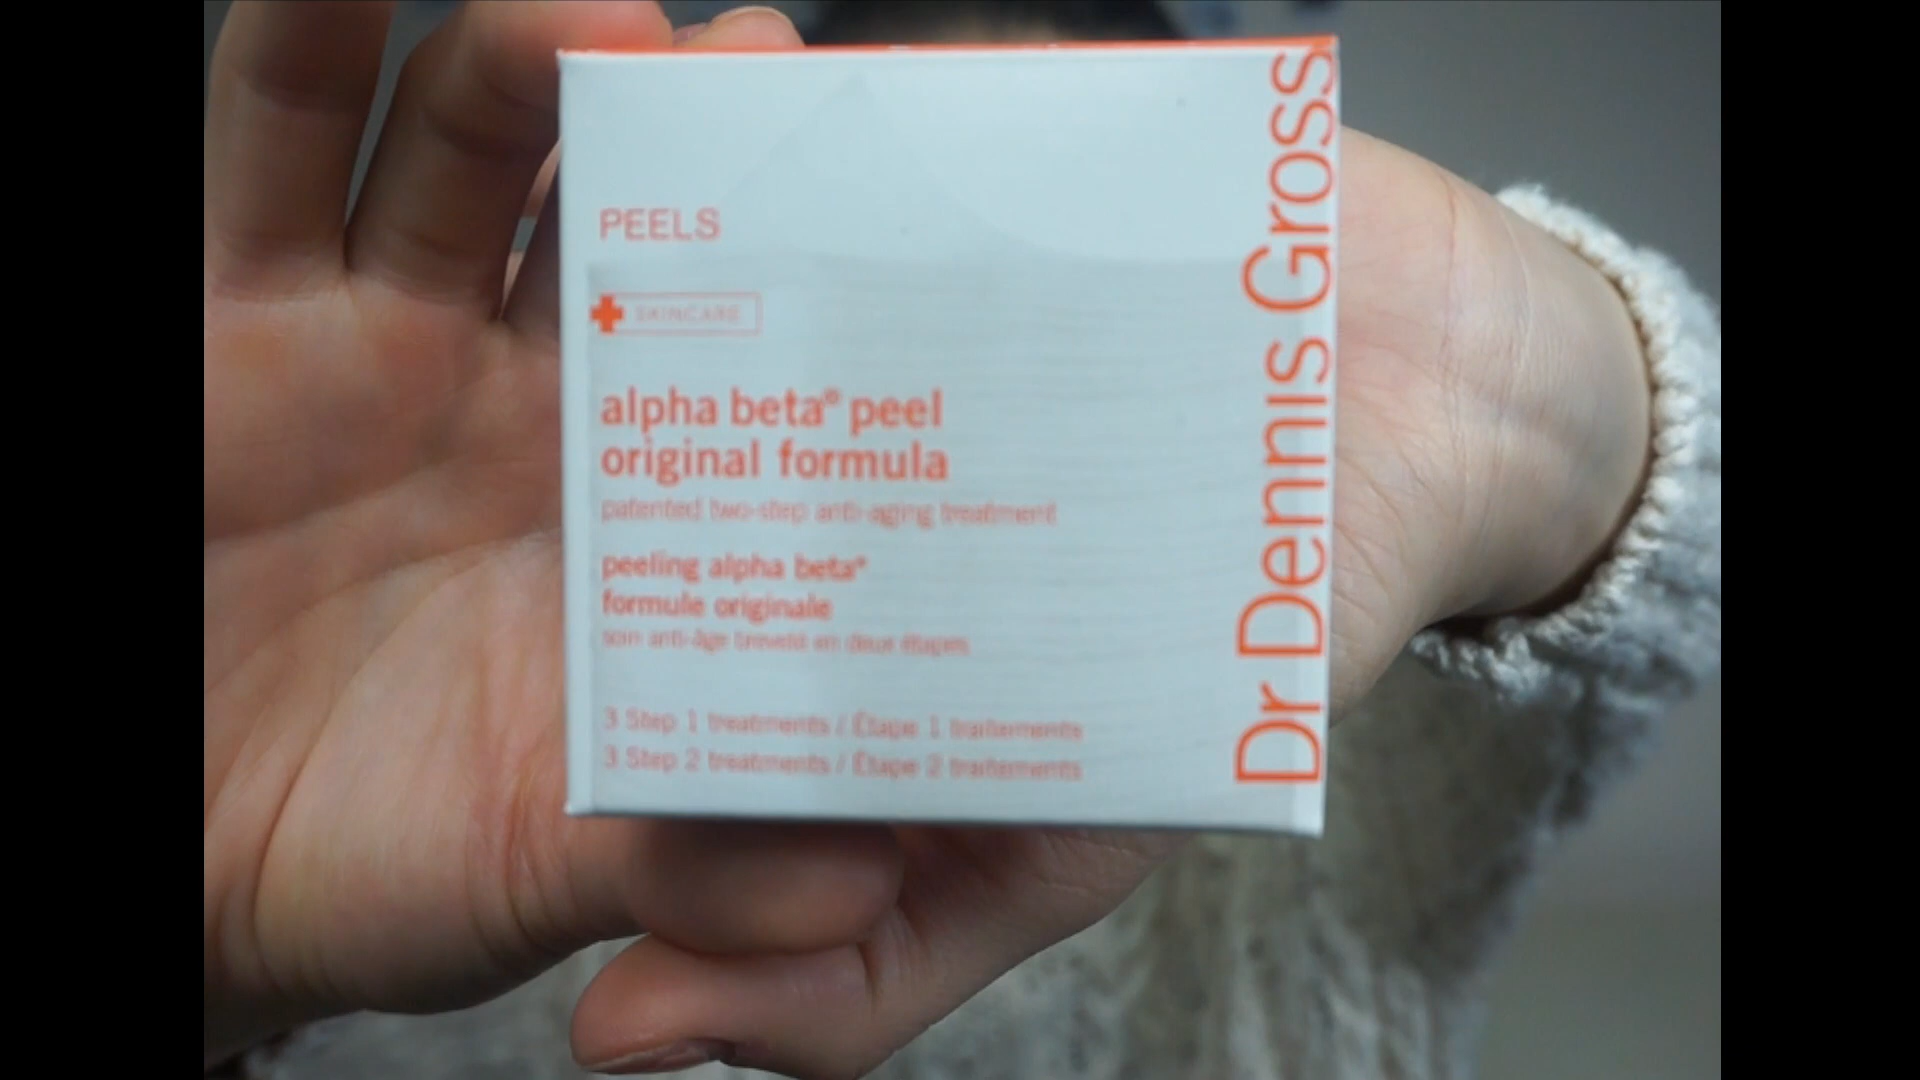 PEELS
SKINCARE
alpha beta® peel
original formula
patented two-step anti-aging treatment
peeling alpha beta®
formule originale
soin anti-âge breveté en deux étapes
3 Step 1 treatments / Étape 1 traitements
3 Step 2 treatments / Étape 2 traitements
Dr Dennis Gross